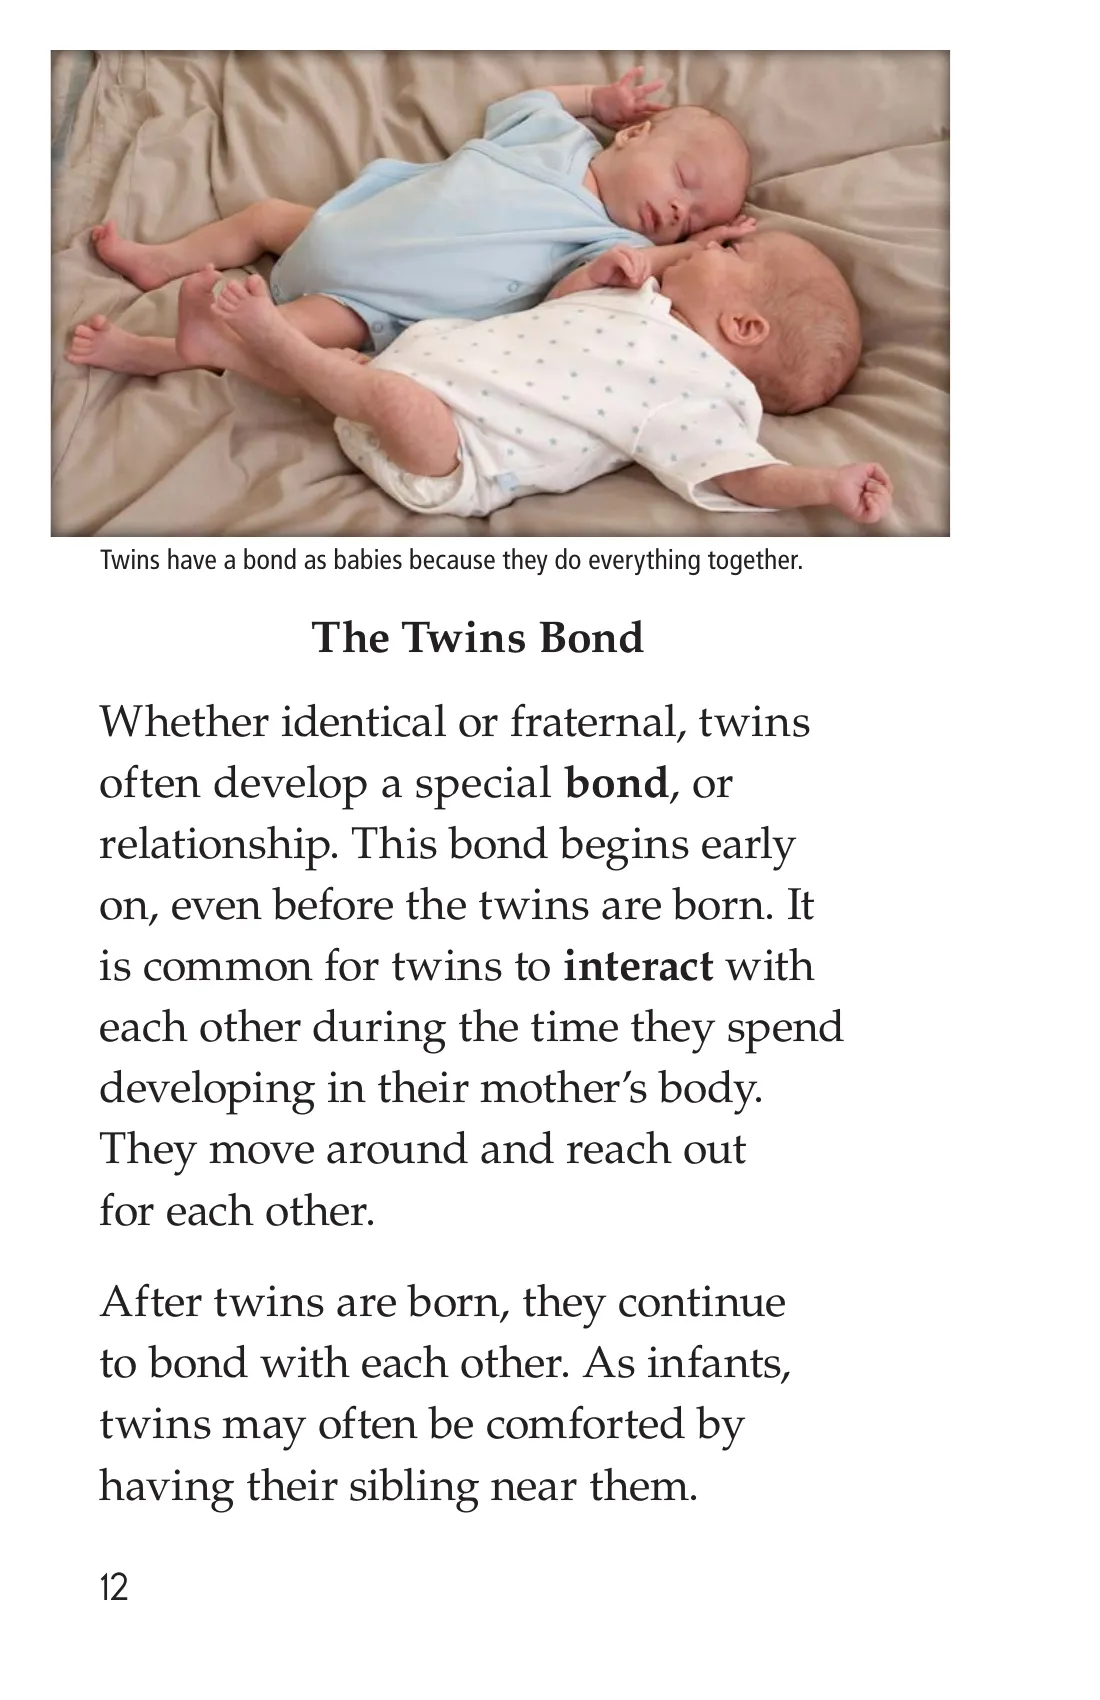 Twins have a bond as babies because they do everything together.
The Twins Bond
Whether identical or fraternal, twins
often develop a special bond, or
relationship. This bond begins early
on, even before the twins are born. It
is common for twins to interact with
each other during the time they spend
developing in their mother’s body.
They move around and reach out
for each other.
After twins are born, they continue
to bond with each other. As infants,
twins may often be comforted by
having their sibling near them.
12